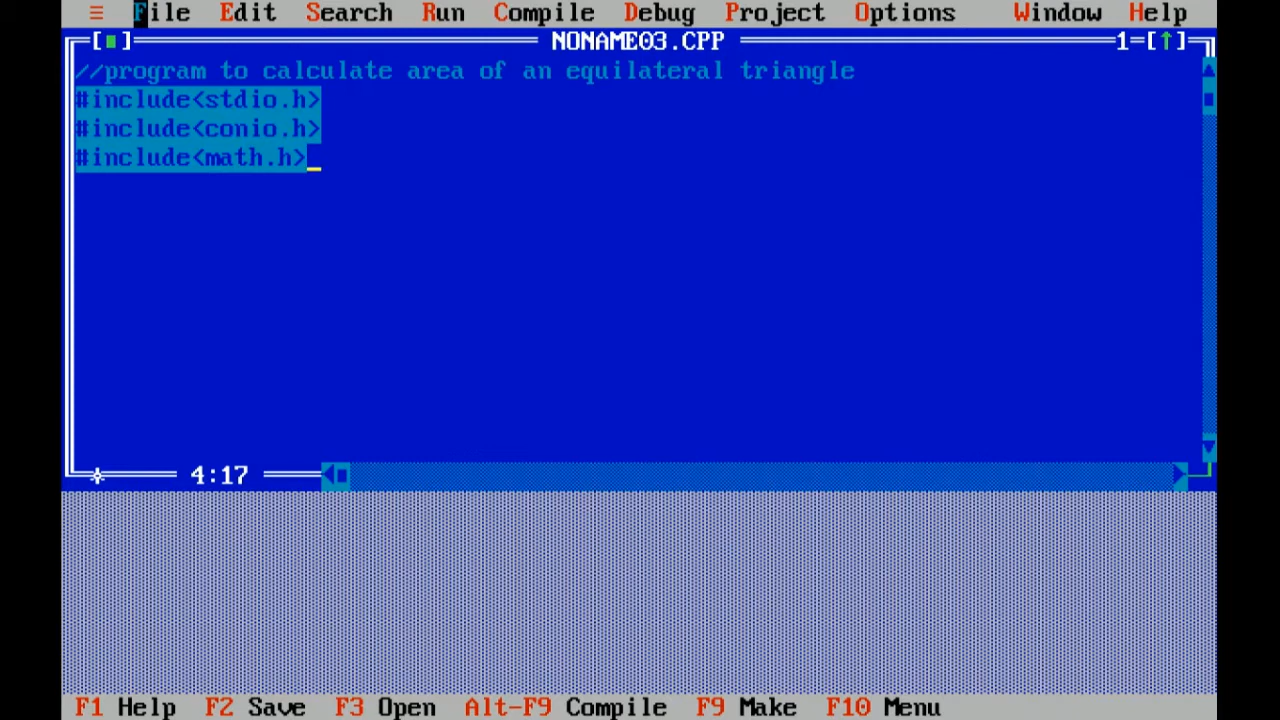 ≡ File Edit Search Run Compile Debug Project Options Window Help
[■] NONAME03.CPP 1=[↑]
//program to calculate area of an equilateral triangle
#include<stdio.h>
#include<conio.h>
#include<math.h>_
4:17
F1 Help F2 Save F3 Open Alt-F9 Compile F9 Make F10 Menu